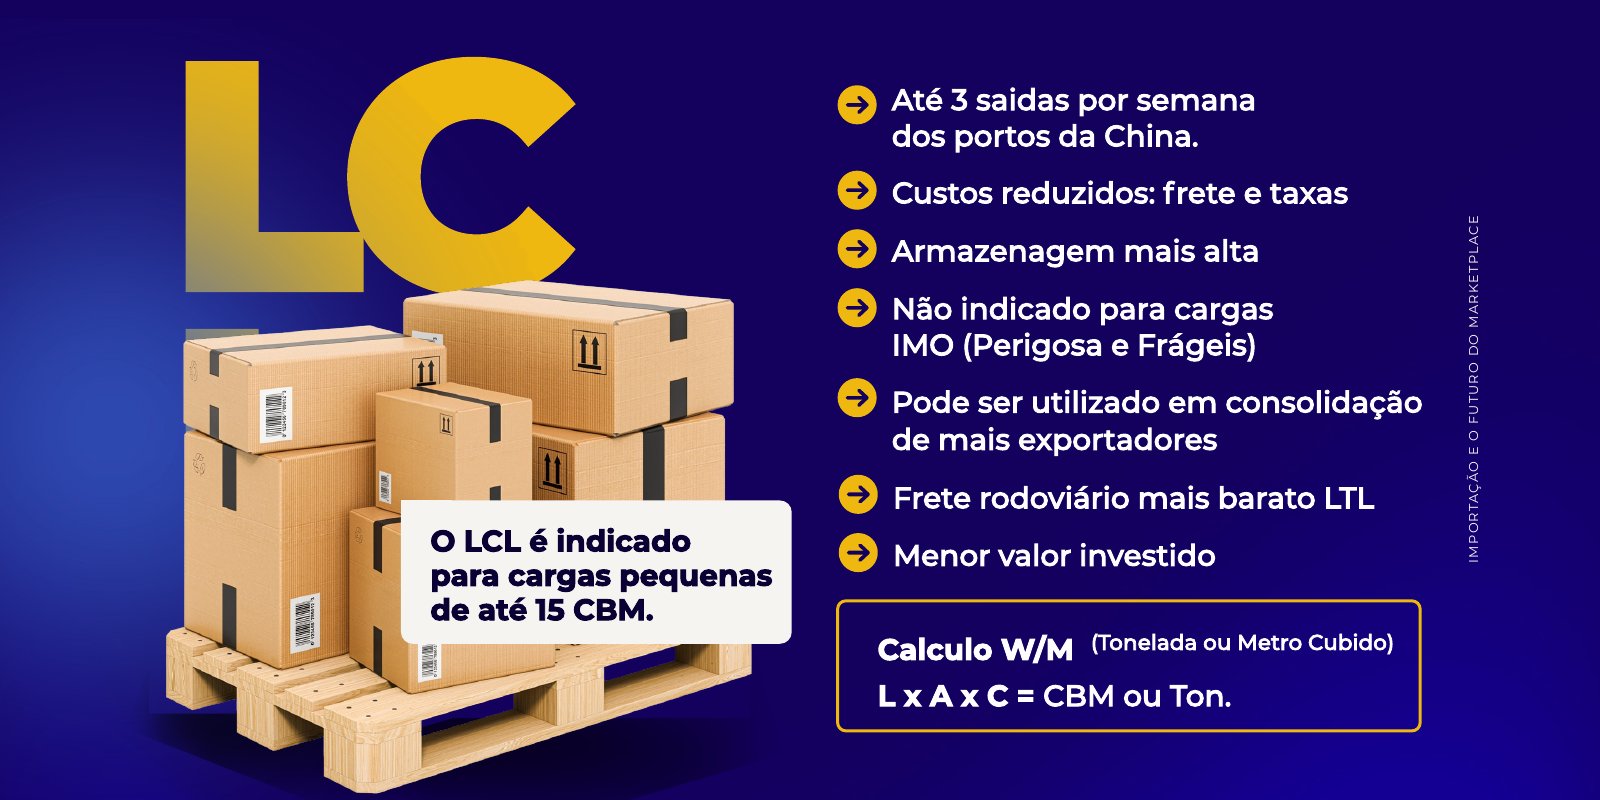 LC
O LCL é indicado
para cargas pequenas
de até 15 CBM.
Até 3 saidas por semana
dos portos da China.
Custos reduzidos: frete e taxas
Armazenagem mais alta
Não indicado para cargas
IMO (Perigosa e Frágeis)
Pode ser utilizado em consolidação
de mais exportadores
Frete rodoviário mais barato LTL
Menor valor investido
Calculo W/M (Tonelada ou Metro Cubido)
L x A x C = CBM ou Ton.
IMPORTAÇÃO E O FUTURO DO MARKETPLACE